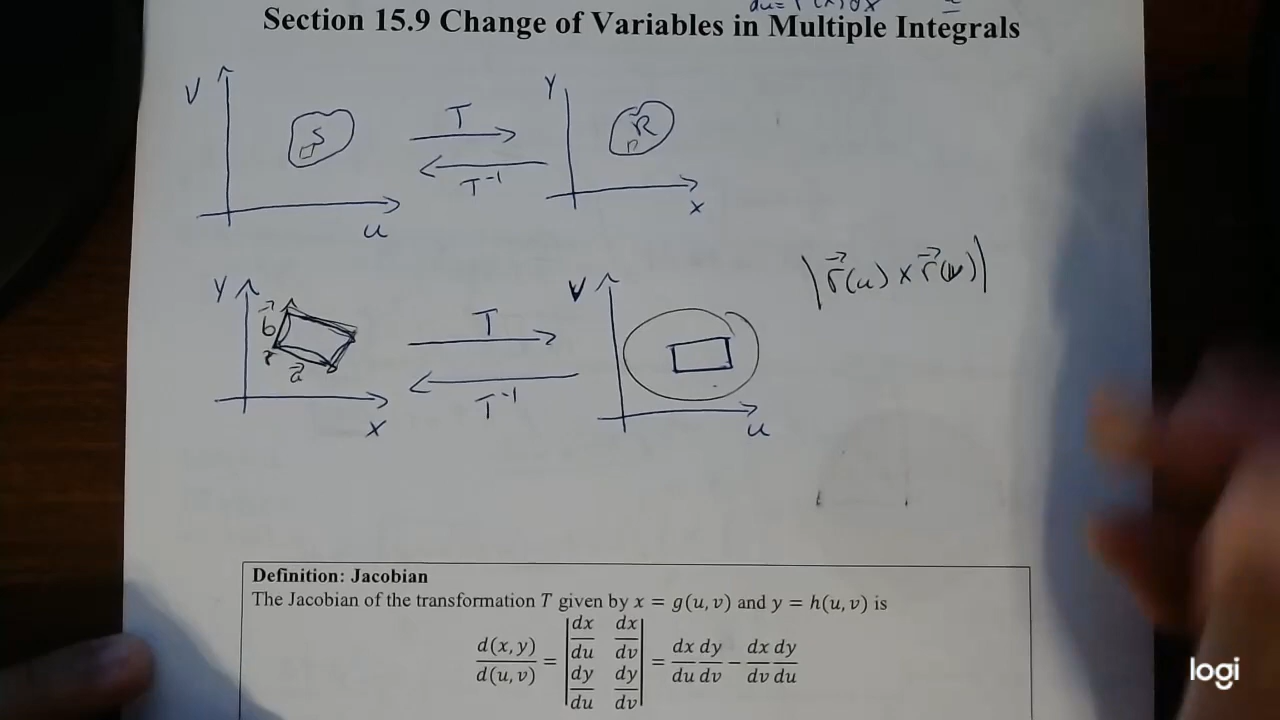 du = f'(x) dx
Section 15.9 Change of Variables in Multiple Integrals
V
S
u
T
T⁻¹
Y
R
x
Y
b⃗
r
a⃗
x
T
T⁻¹
V
u
|r⃗(u) × r⃗(v)|
Definition: Jacobian
The Jacobian of the transformation T given by x = g(u, v) and y = h(u, v) is
d(x, y)/d(u, v) = |dx/du dx/dv; dy/du dy/dv| = dx/du dy/dv − dx/dv dy/du
logi